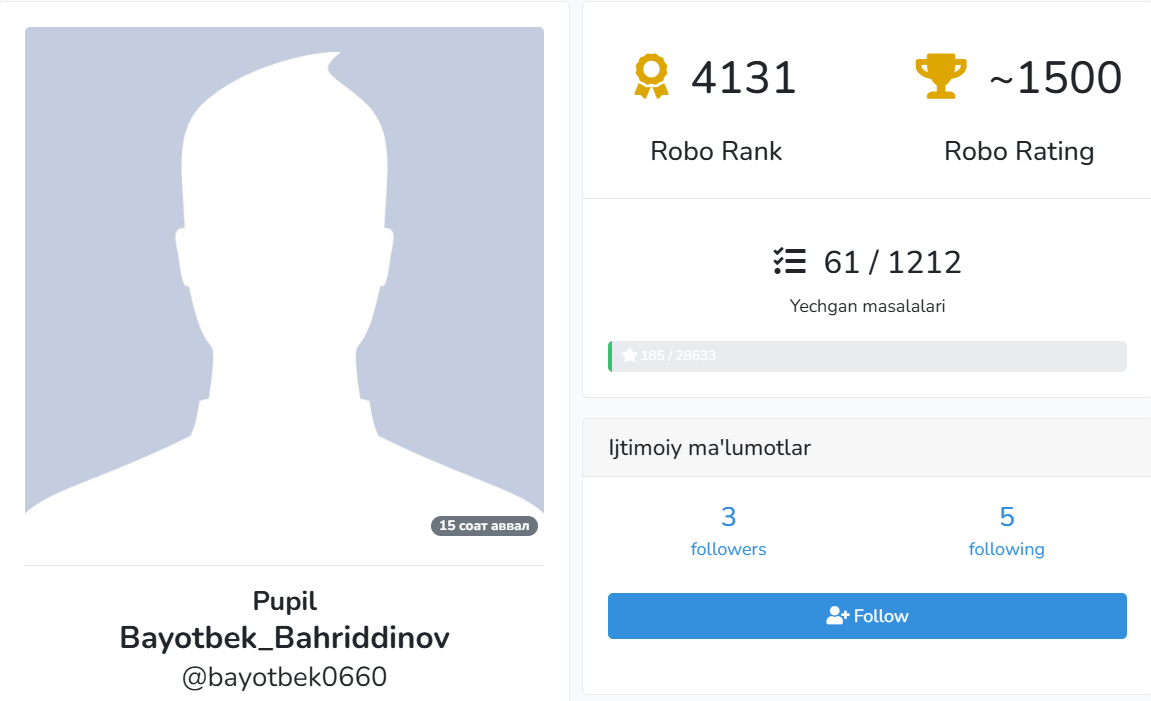 15 соат аввал
Pupil
Bayotbek_Bahriddinov
@bayotbek0660
4131
Robo Rank
~1500
Robo Rating
61 / 1212
Yechgan masalalari
185 / 28633
Ijtimoiy ma'lumotlar
3
followers
5
following
Follow